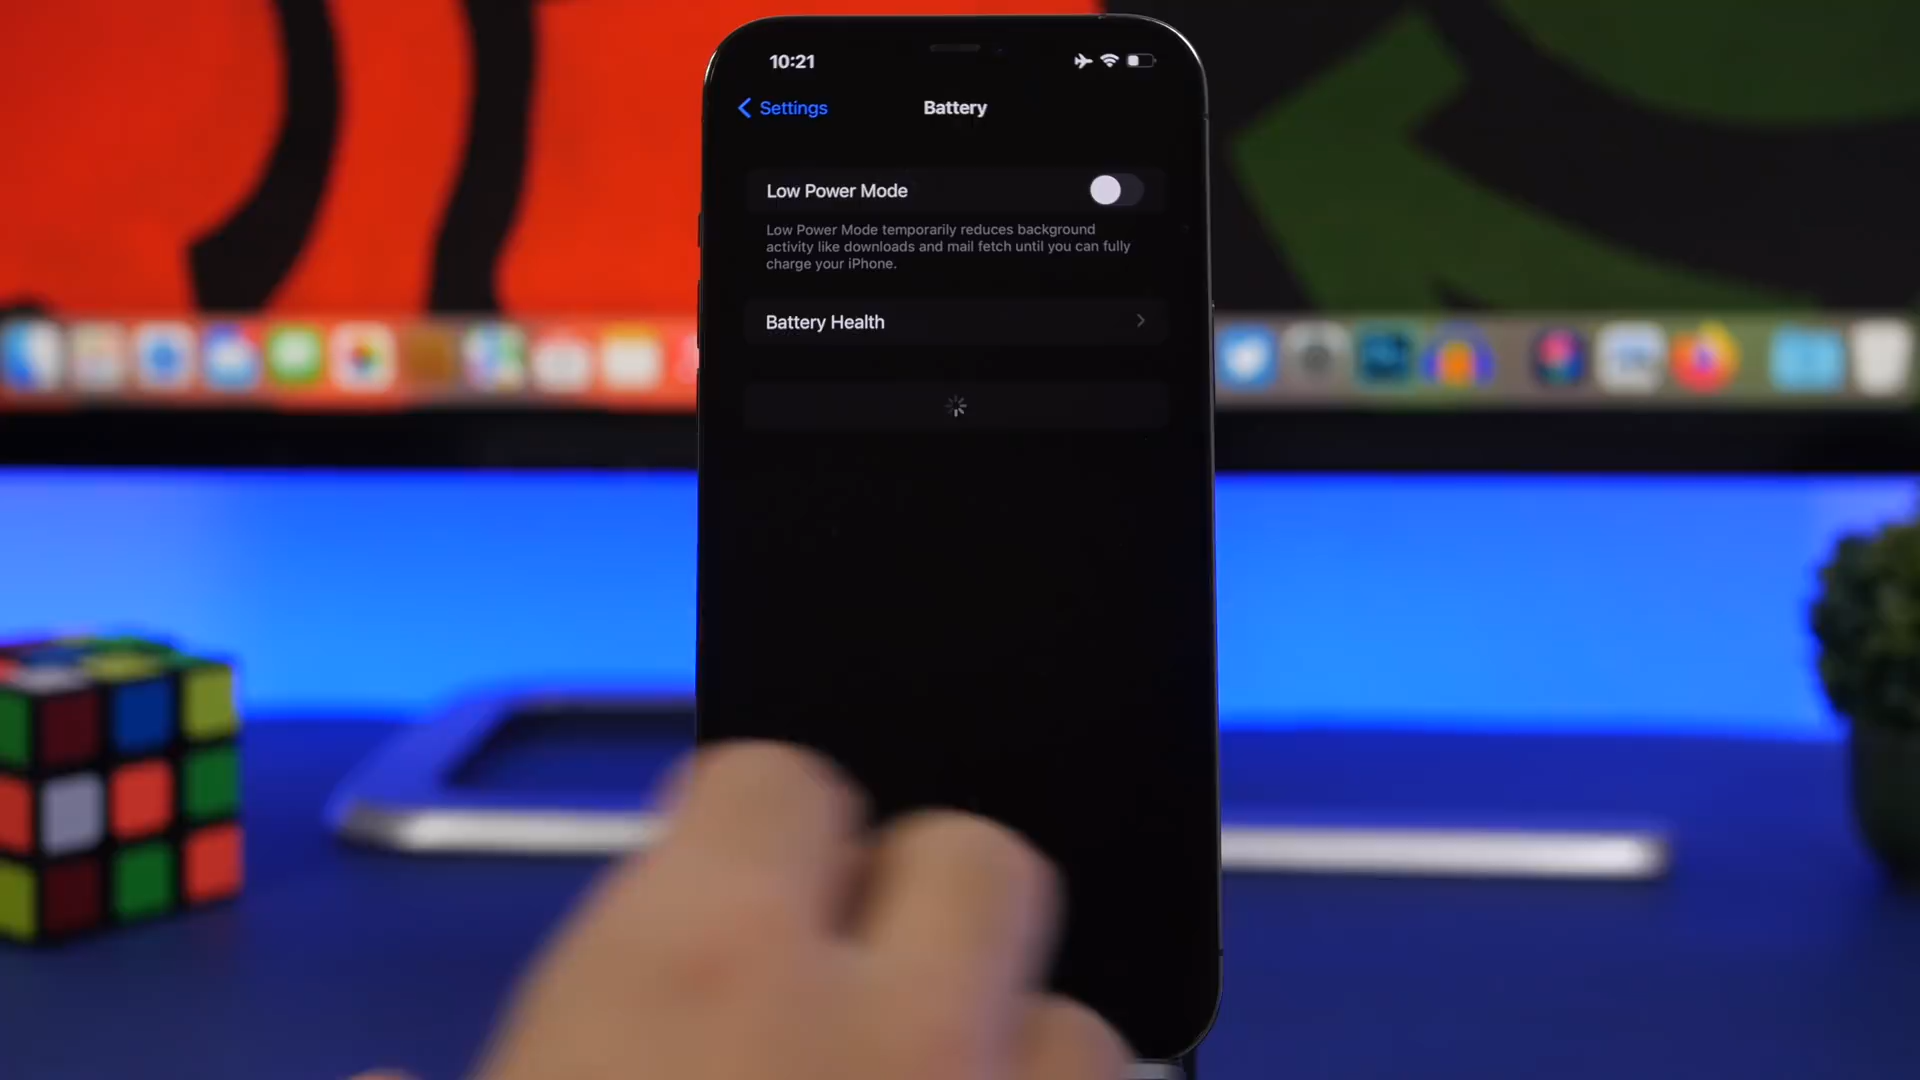 10:21
Settings
Battery
Low Power Mode
Low Power Mode temporarily reduces background
activity like downloads and mail fetch until you can fully
charge your iPhone.
Battery Health